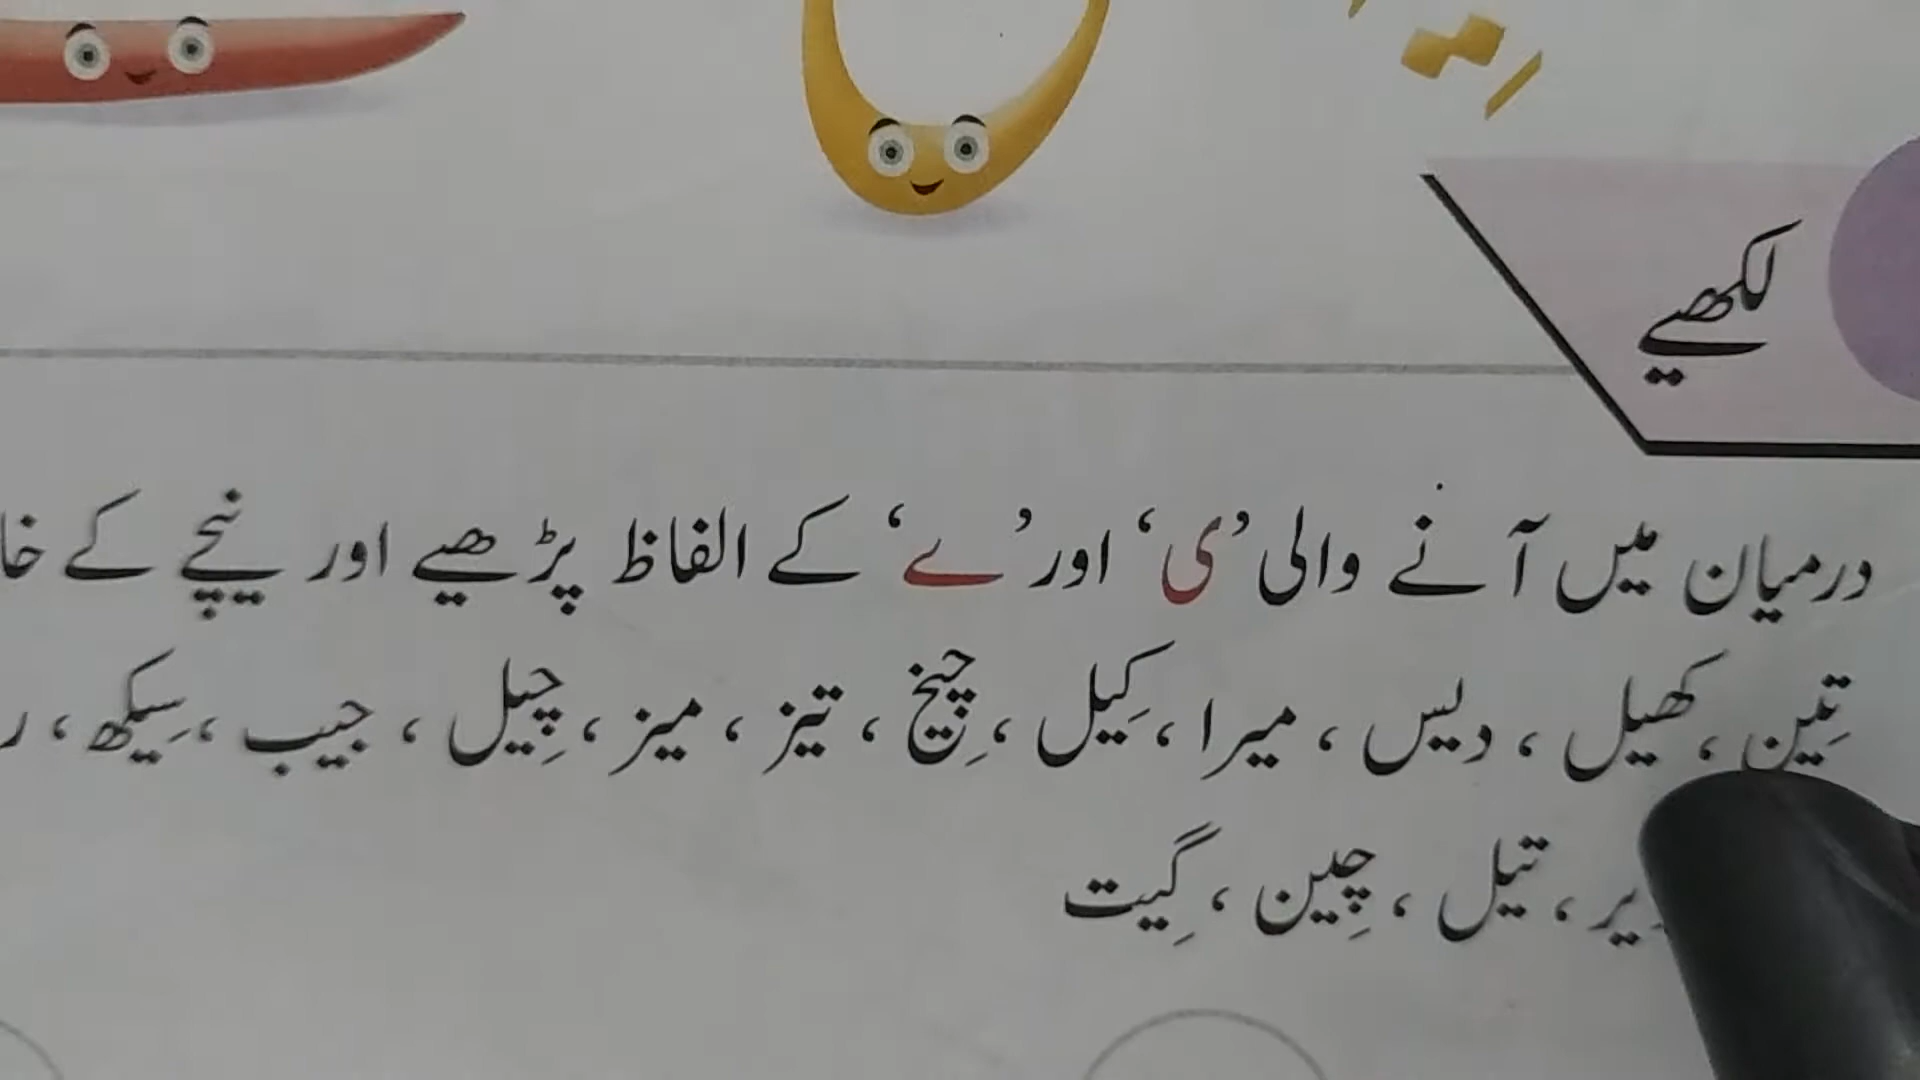 لکھیے
درمیان میں آنے والی ’ی‘ اور ’ے‘ کے الفاظ پڑھیے اور نیچے کے
تِین ، کھیل ، دیس ، میرا ، کِیل ، چِیخ ، تیز ، میز ، چِیل ، جیب ، سِیکھ ،
تیل ، چِین ، گِیت